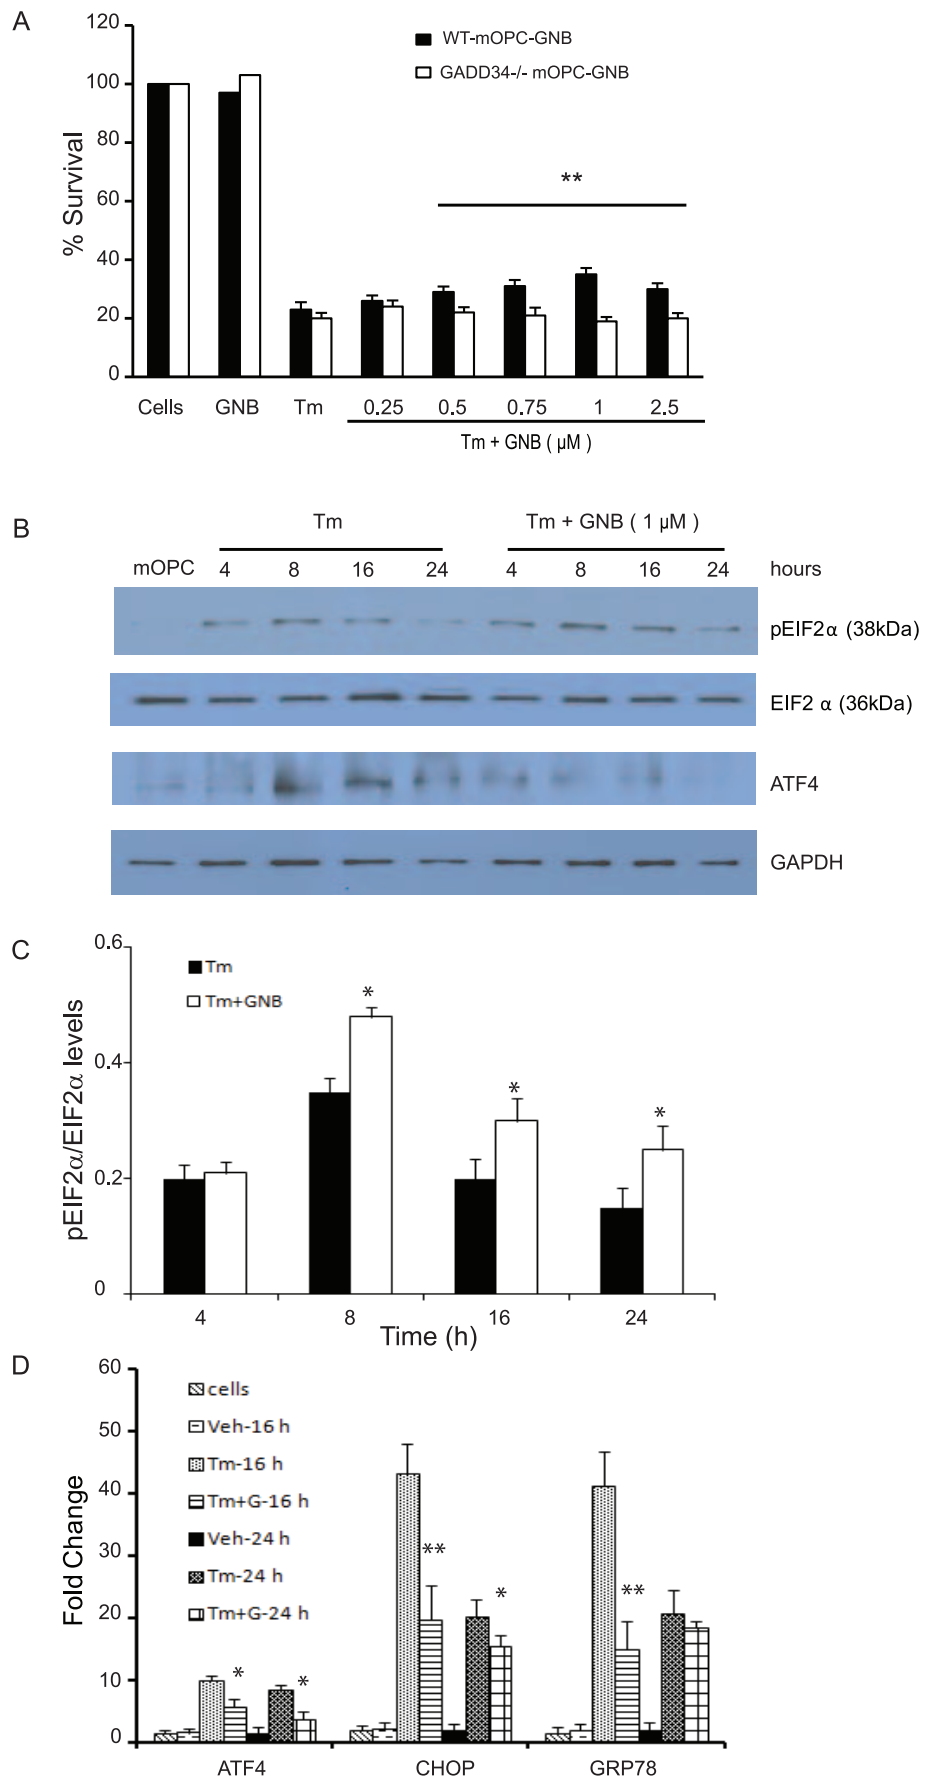 A
120
WT-mOPC-GNB
GADD34-/- mOPC-GNB
100
80
60
40
20
0
% Survival
**
Cells GNB Tm 0.25 0.5 0.75 1 2.5
Tm + GNB ( µM )
B
Tm
Tm + GNB ( 1 µM )
mOPC 4 8 16 24 4 8 16 24 hours
pEIF2α (38kDa)
EIF2 α (36kDa)
ATF4
GAPDH
C
0.6
0.4
0.2
0
pEIF2α/EIF2α levels
Tm
Tm+GNB
*
*
*
4 8 16 24
Time (h)
D
60
50
40
30
20
10
0
Fold Change
cells
Veh-16 h
Tm-16 h
Tm+G-16 h
Veh-24 h
Tm-24 h
Tm+G-24 h
* * ** * **
ATF4 CHOP GRP78